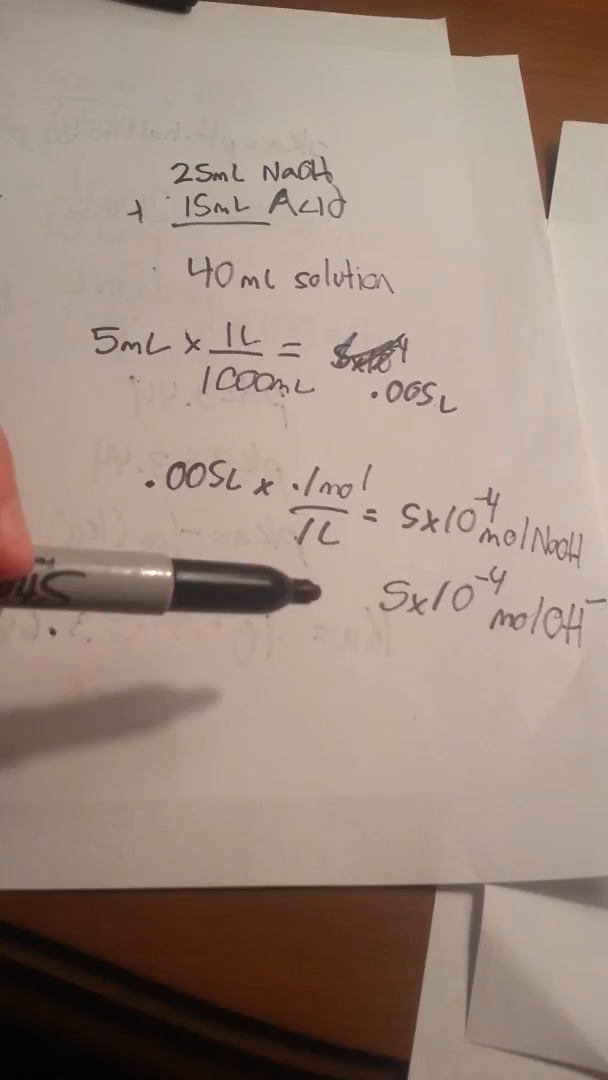 25mL NaOH
+ 15mL Acid
40mL solution
5mL x 1L / 1000mL = .005L
.005L x .1mol / 1L = 5x10^-4 mol NaOH
5x10^-4 mol OH^-